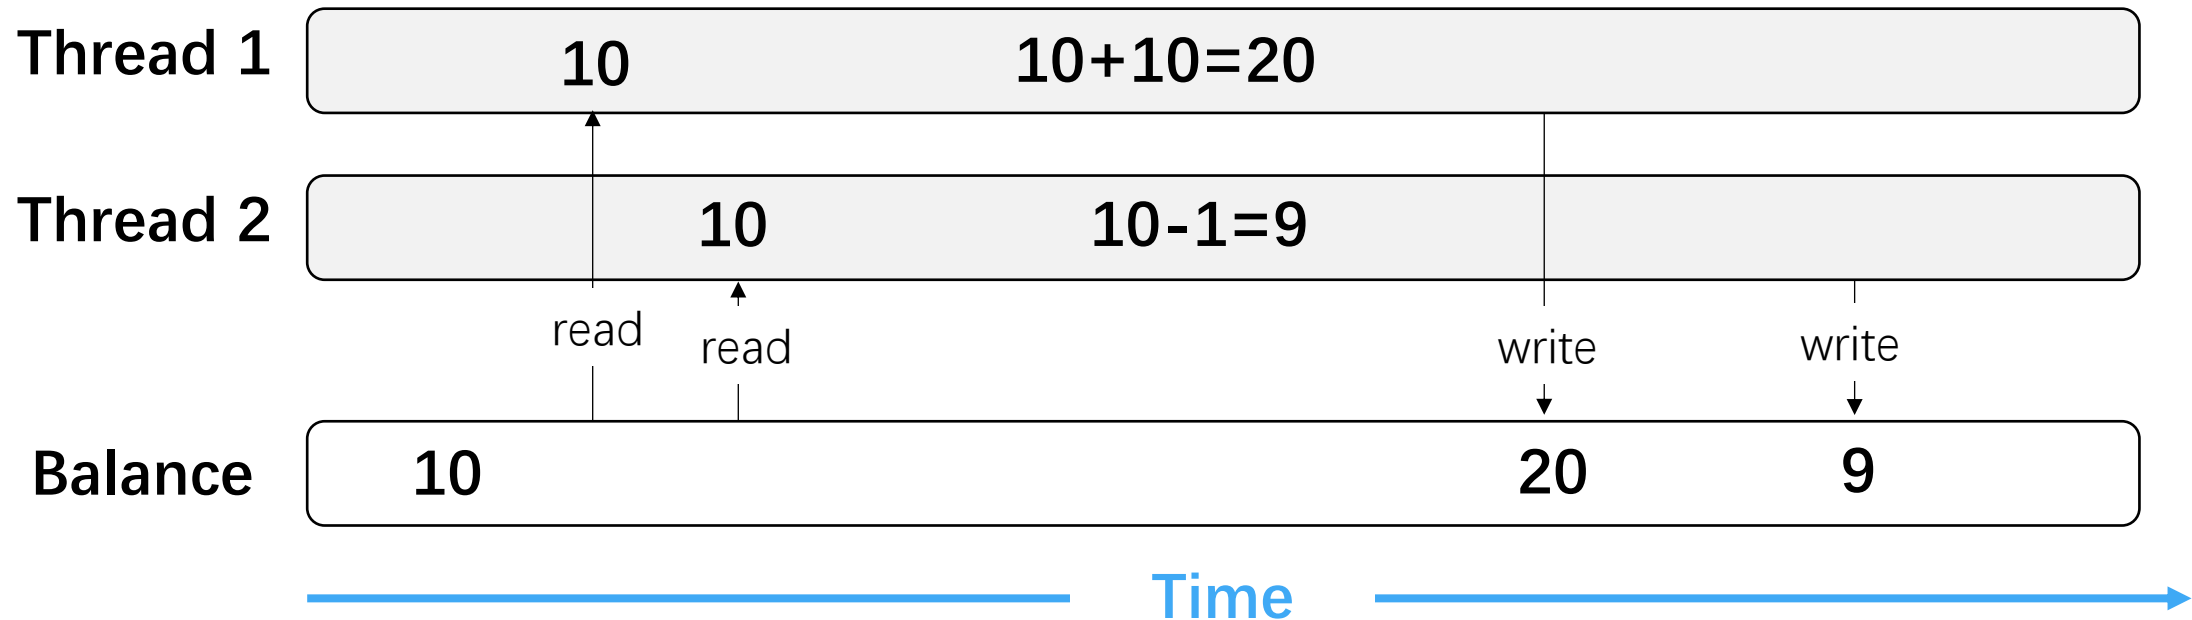 Thread 1
10
10+10=20
Thread 2
10
10-1=9
read
read
write
write
Balance
10
20
9
Time